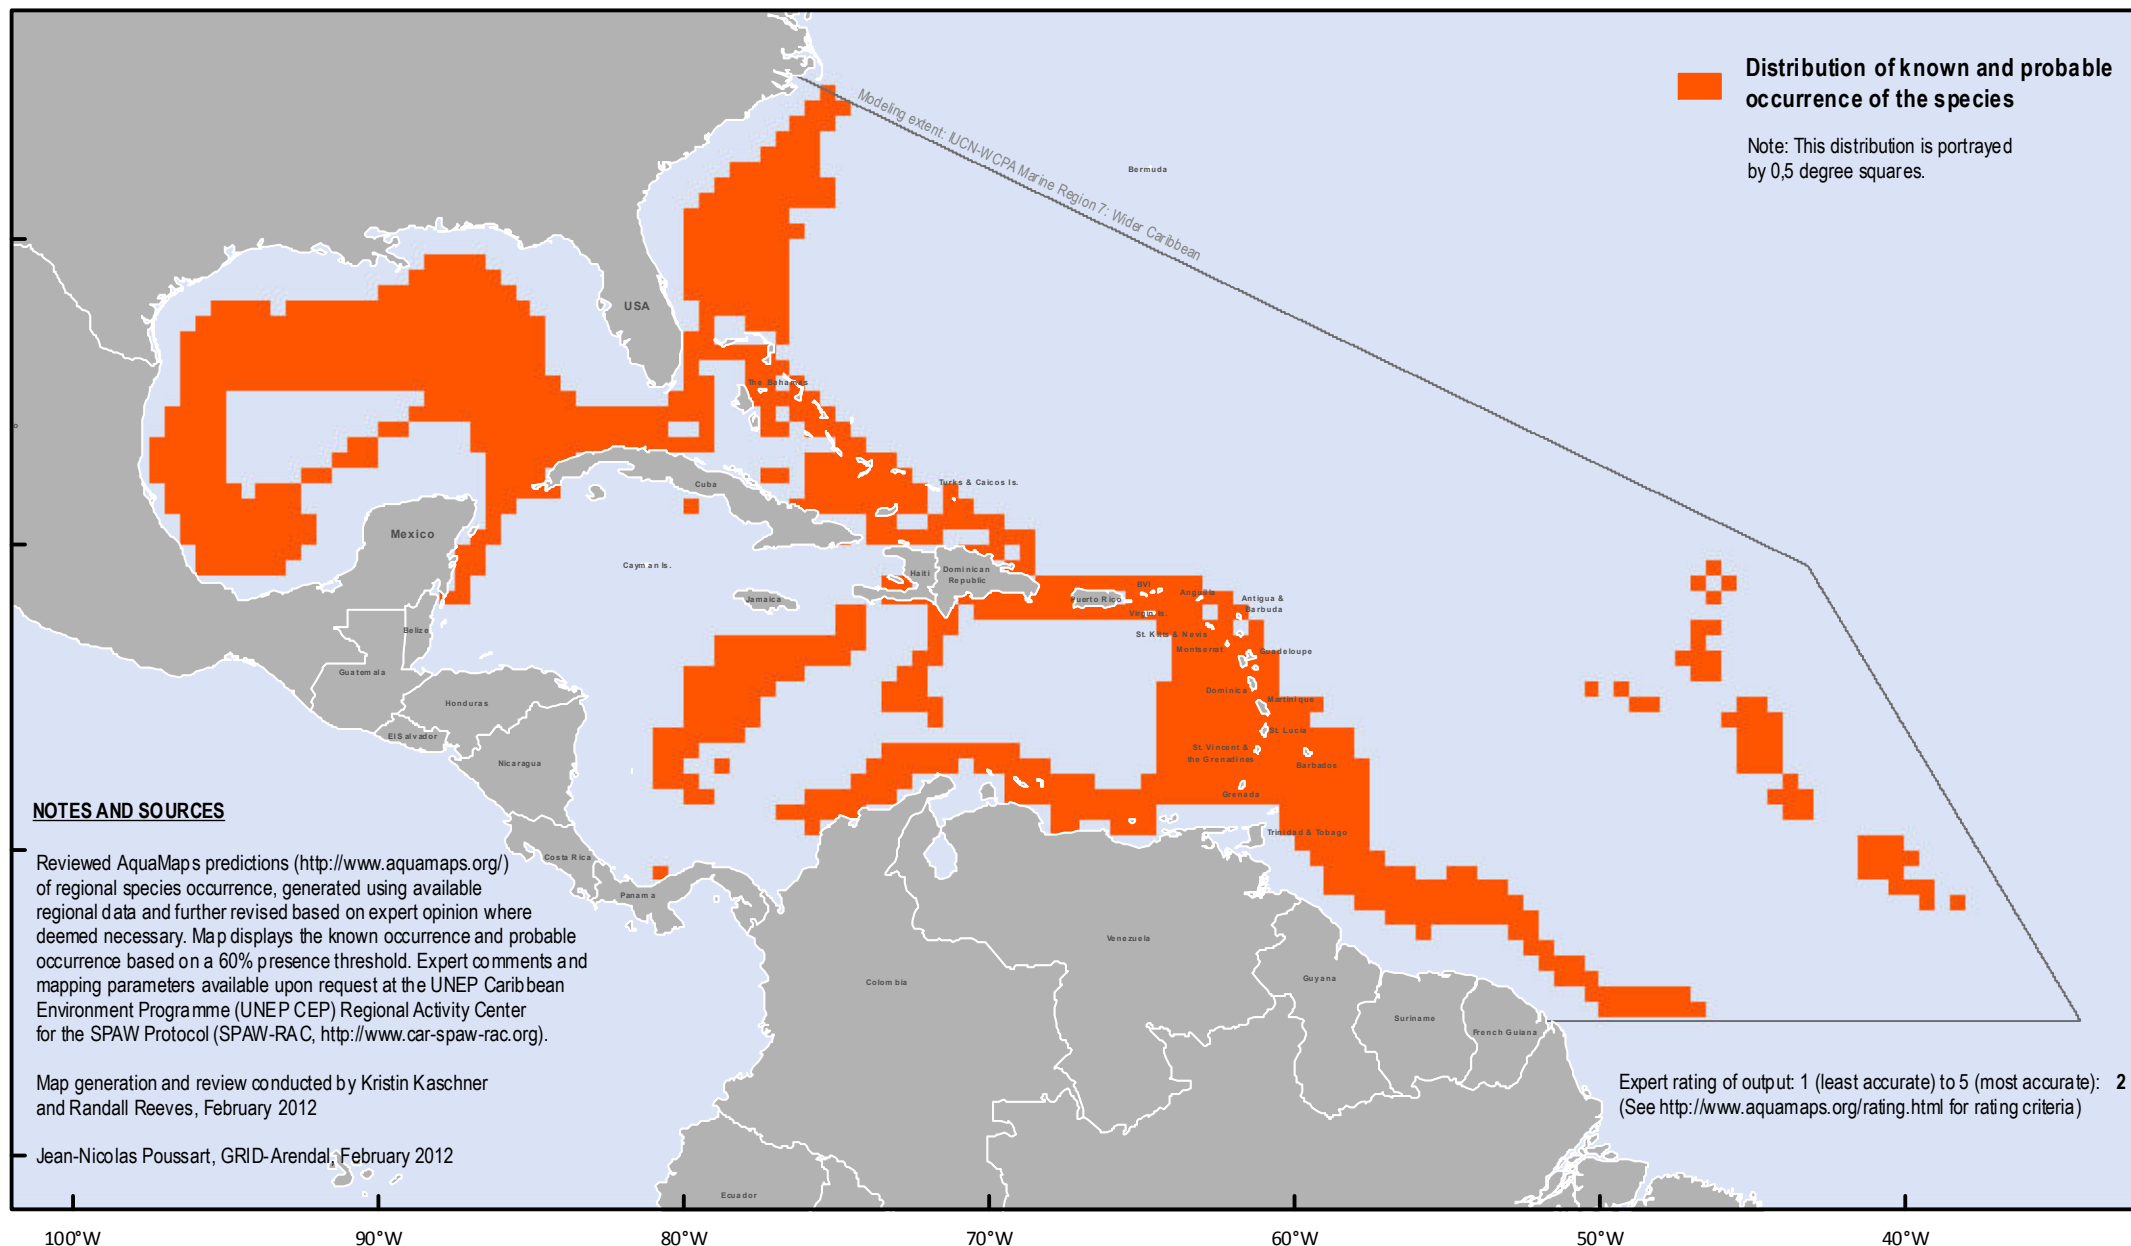 Distribution of known and probable
occurrence of the species
Note: This distribution is portrayed
by 0,5 degree squares.
Modeling extent: IUCN-WCPA Marine Region 7: Wider Caribbean
Bermuda
USA
The Bahamas
Turks & Caicos Is.
Cuba
Mexico
Cayman Is.
Haiti
Dominican
Republic
Jamaica
Puerto Rico
BVI
Anguilla
Virgin Is.
Antigua &
Barbuda
St. Kitts & Nevis
Montserrat
Guadeloupe
Dominica
Martinique
St. Lucia
St. Vincent &
the Grenadines
Barbados
Grenada
Trinidad & Tobago
Belize
Guatemala
Honduras
El Salvador
Nicaragua
Costa Rica
Panama
Venezuela
Colombia
Guyana
Suriname
French Guiana
Ecuador
NOTES AND SOURCES
Reviewed AquaMaps predictions (http://www.aquamaps.org/)
of regional species occurrence, generated using available
regional data and further revised based on expert opinion where
deemed necessary. Map displays the known occurrence and probable
occurrence based on a 60% presence threshold. Expert comments and
mapping parameters available upon request at the UNEP Caribbean
Environment Programme (UNEP CEP) Regional Activity Center
for the SPAW Protocol (SPAW-RAC, http://www.car-spaw-rac.org).
Map generation and review conducted by Kristin Kaschner
and Randall Reeves, February 2012
Jean-Nicolas Poussart, GRID-Arendal, February 2012
Expert rating of output: 1 (least accurate) to 5 (most accurate): 2
(See http://www.aquamaps.org/rating.html for rating criteria)
100°W 90°W 80°W 70°W 60°W 50°W 40°W